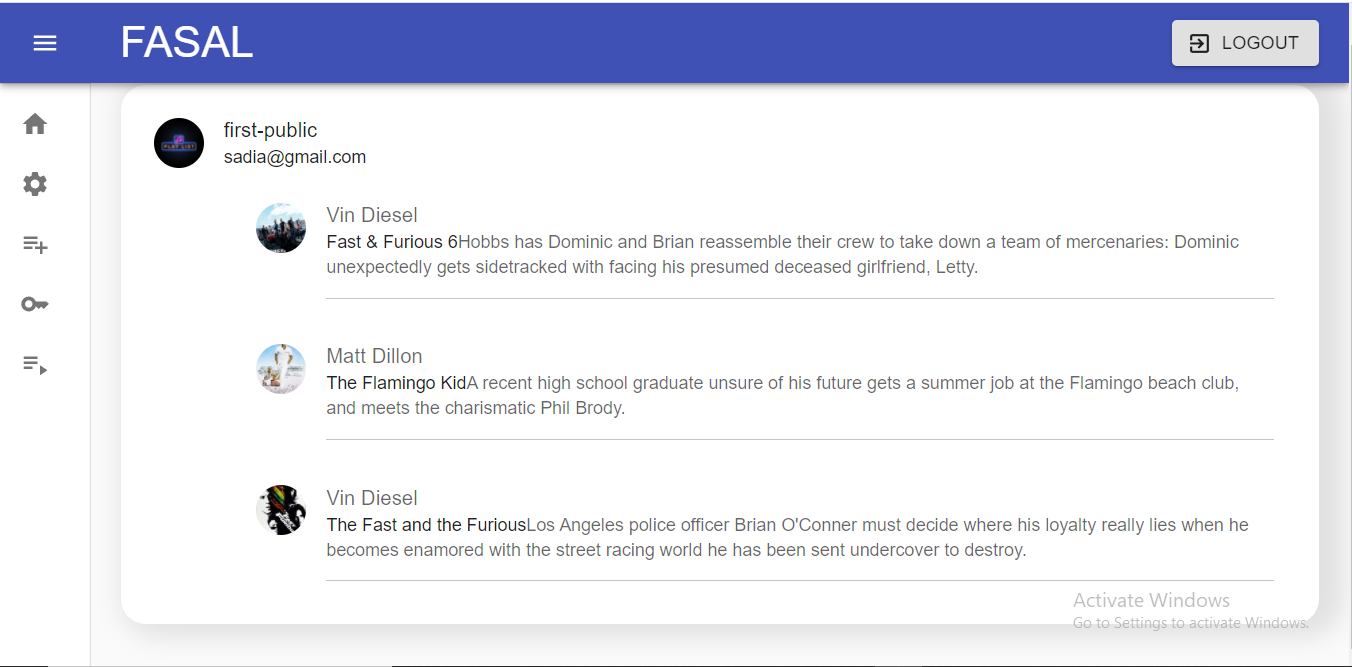 FASAL
LOGOUT
PLAY LIST
first-public
sadia@gmail.com
Vin Diesel
Fast & Furious 6Hobbs has Dominic and Brian reassemble their crew to take down a team of mercenaries: Dominic
unexpectedly gets sidetracked with facing his presumed deceased girlfriend, Letty.
Matt Dillon
The Flamingo KidA recent high school graduate unsure of his future gets a summer job at the Flamingo beach club,
and meets the charismatic Phil Brody.
Vin Diesel
The Fast and the FuriousLos Angeles police officer Brian O'Conner must decide where his loyalty really lies when he
becomes enamored with the street racing world he has been sent undercover to destroy.
Activate Windows
Go to Settings to activate Windows.